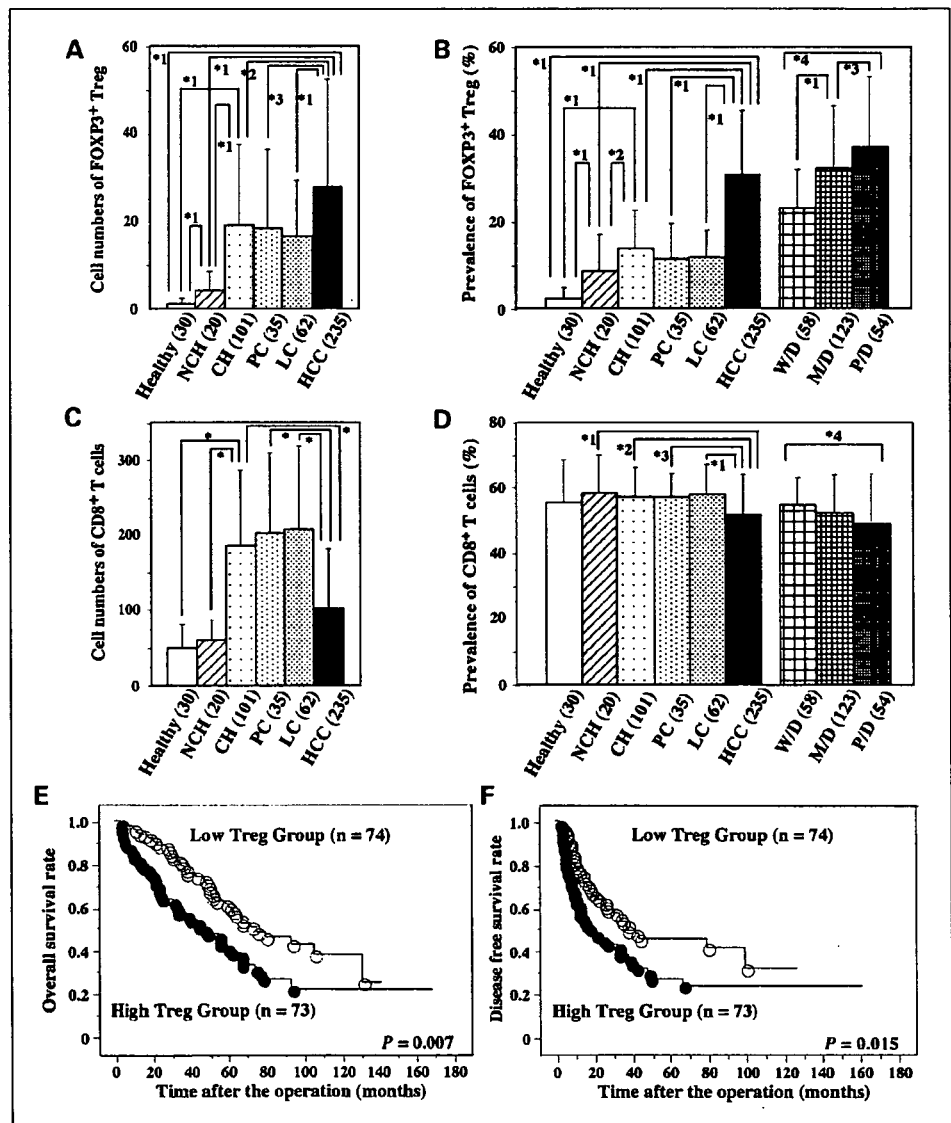 A
Cell numbers of FOXP3+ Treg
60
40
20
0
*1
*1
*2
*1
*3
*1
*1
*1
Healthy (30)
NCH (20)
CH (101)
PC (35)
LC (62)
HCC (235)
B
Prevalence of FOXP3+ Treg (%)
60
40
20
0
*1
*1
*1
*1
*1
*1
*1
*2
*4
*1
*3
Healthy (30)
NCH (20)
CH (101)
PC (35)
LC (62)
HCC (235)
W/D (58)
M/D (123)
P/D (54)
C
Cell numbers of CD8+ T cells
300
200
100
0
*
*
*
*
*
Healthy (30)
NCH (20)
CH (101)
PC (35)
LC (62)
HCC (235)
D
Prevalence of CD8+ T cells (%)
80
60
40
20
0
*1
*2
*3
*1
*4
Healthy (30)
NCH (20)
CH (101)
PC (35)
LC (62)
HCC (235)
W/D (58)
M/D (123)
P/D (54)
E
Overall survival rate
1.0
0.8
0.6
0.4
0.2
0
Low Treg Group (n = 74)
High Treg Group (n = 73)
P = 0.007
0 20 40 60 80 100 120 140 160 180
Time after the operation (months)
F
Disease free survival rate
1.0
0.8
0.6
0.4
0.2
0
Low Treg Group (n = 74)
High Treg Group (n = 73)
P = 0.015
0 20 40 60 80 100 120 140 160 180
Time after the operation (months)